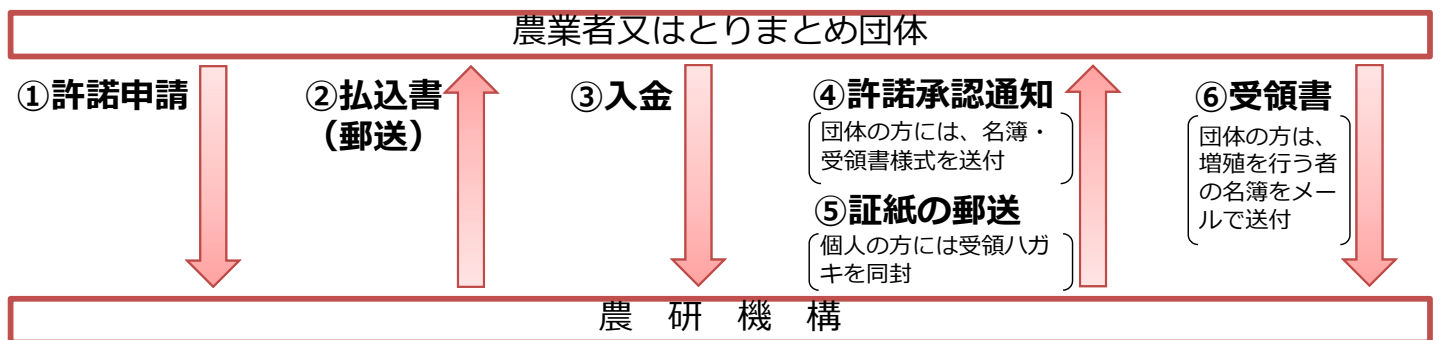 農業者又はとりまとめ団体
①許諾申請
②払込書
（郵送）
③入金
④許諾承認通知
団体の方には、名簿・
受領書様式を送付
⑤証紙の郵送
個人の方には受領ハガ
キを同封
⑥受領書
団体の方は、
増殖を行う者
の名簿をメー
ルで送付
農　研　機　構